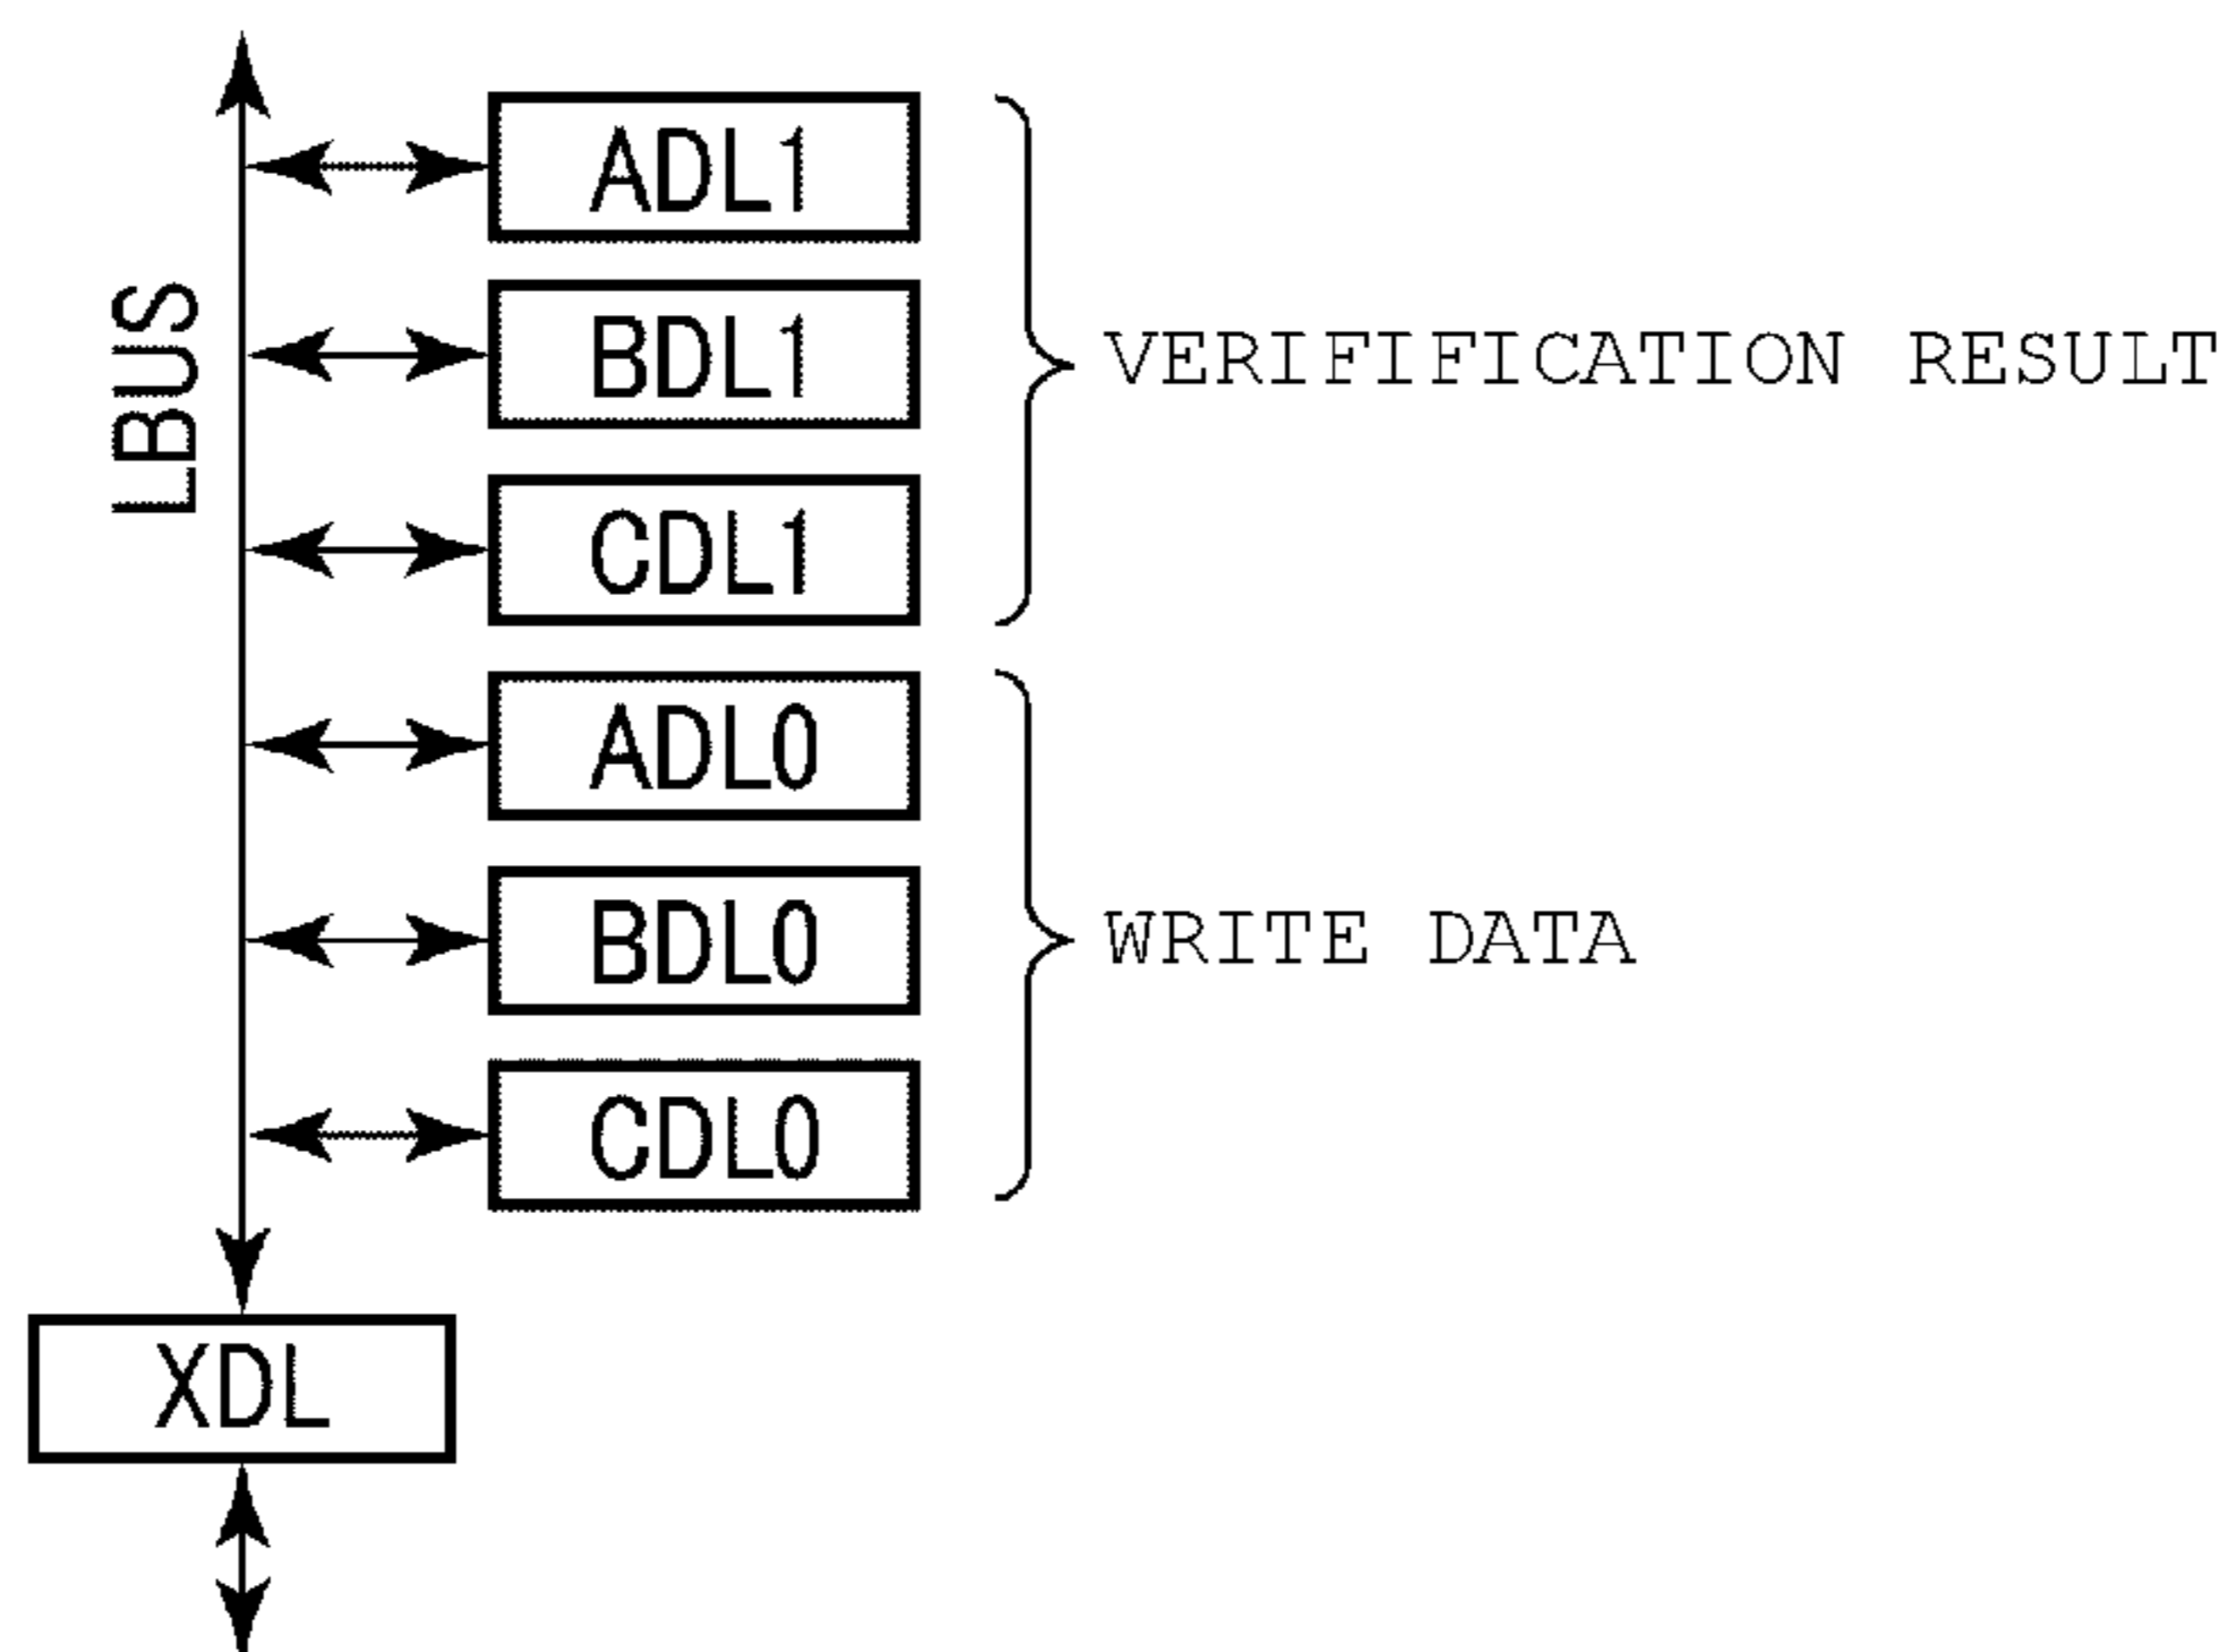 LBUS
ADL1
BDL1
VERIFIFICATION RESULT
CDL1
ADL0
BDL0
WRITE DATA
CDL0
XDL